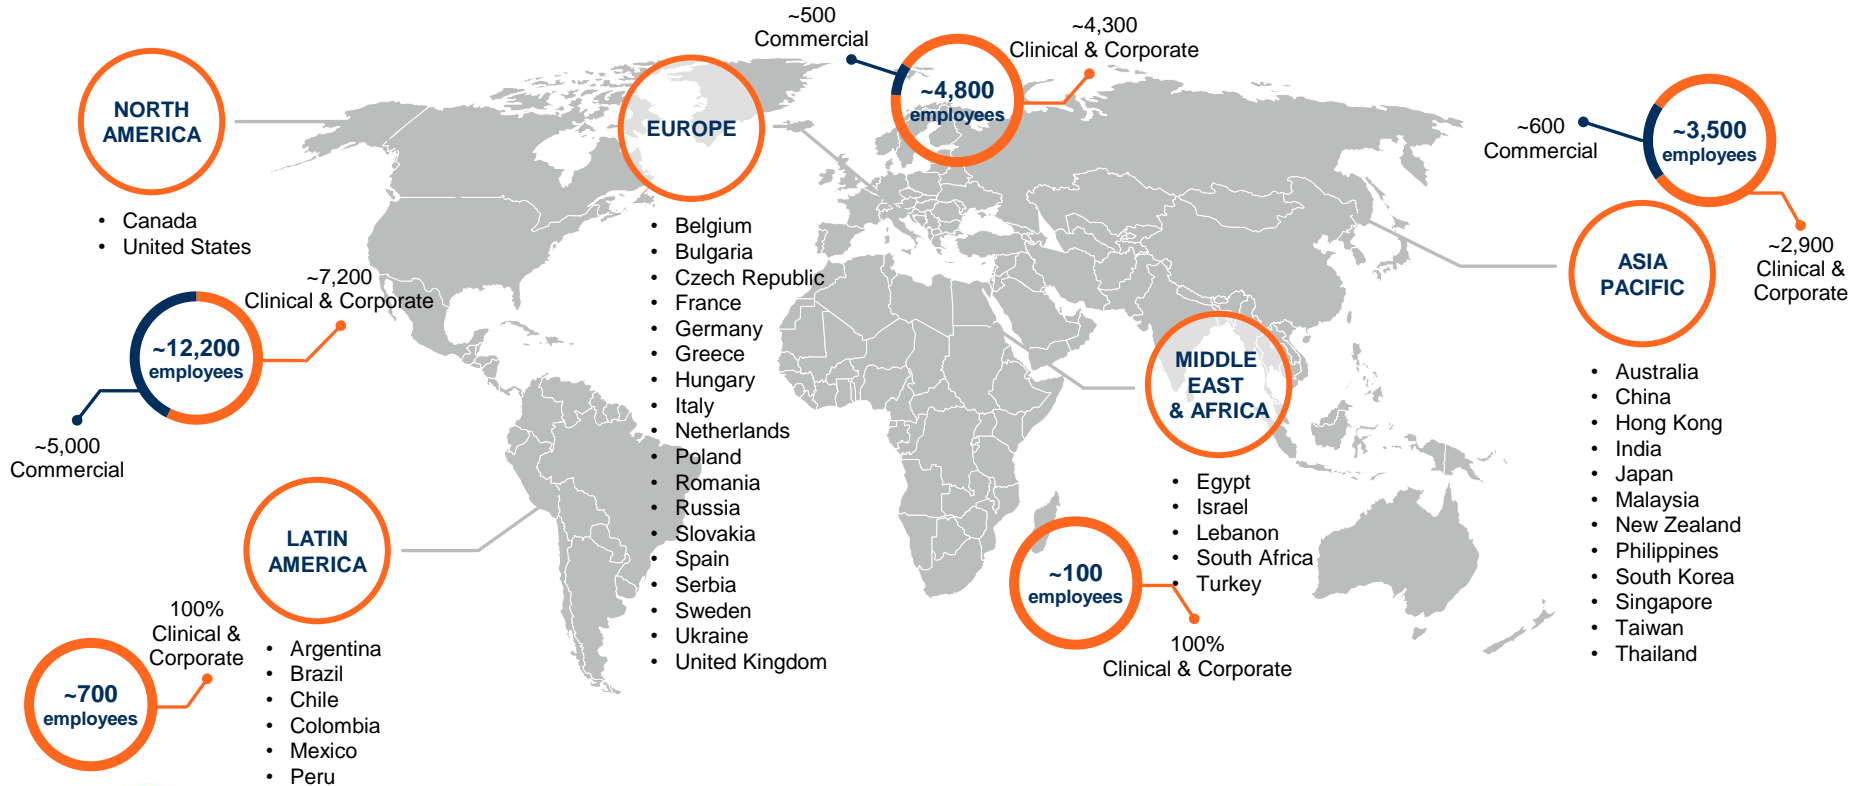 NORTH
AMERICA
• Canada
• United States
~7,200
Clinical & Corporate
~12,200
employees
~5,000
Commercial
LATIN
AMERICA
• Argentina
• Brazil
• Chile
• Colombia
• Mexico
• Peru
100%
Clinical &
Corporate
~700
employees
EUROPE
• Belgium
• Bulgaria
• Czech Republic
• France
• Germany
• Greece
• Hungary
• Italy
• Netherlands
• Poland
• Romania
• Russia
• Slovakia
• Spain
• Serbia
• Sweden
• Ukraine
• United Kingdom
~500
Commercial
~4,300
Clinical & Corporate
~4,800
employees
MIDDLE
EAST
& AFRICA
• Egypt
• Israel
• Lebanon
• South Africa
• Turkey
~100
employees
100%
Clinical & Corporate
~600
Commercial
~3,500
employees
~2,900
Clinical &
Corporate
ASIA
PACIFIC
• Australia
• China
• Hong Kong
• India
• Japan
• Malaysia
• New Zealand
• Philippines
• South Korea
• Singapore
• Taiwan
• Thailand